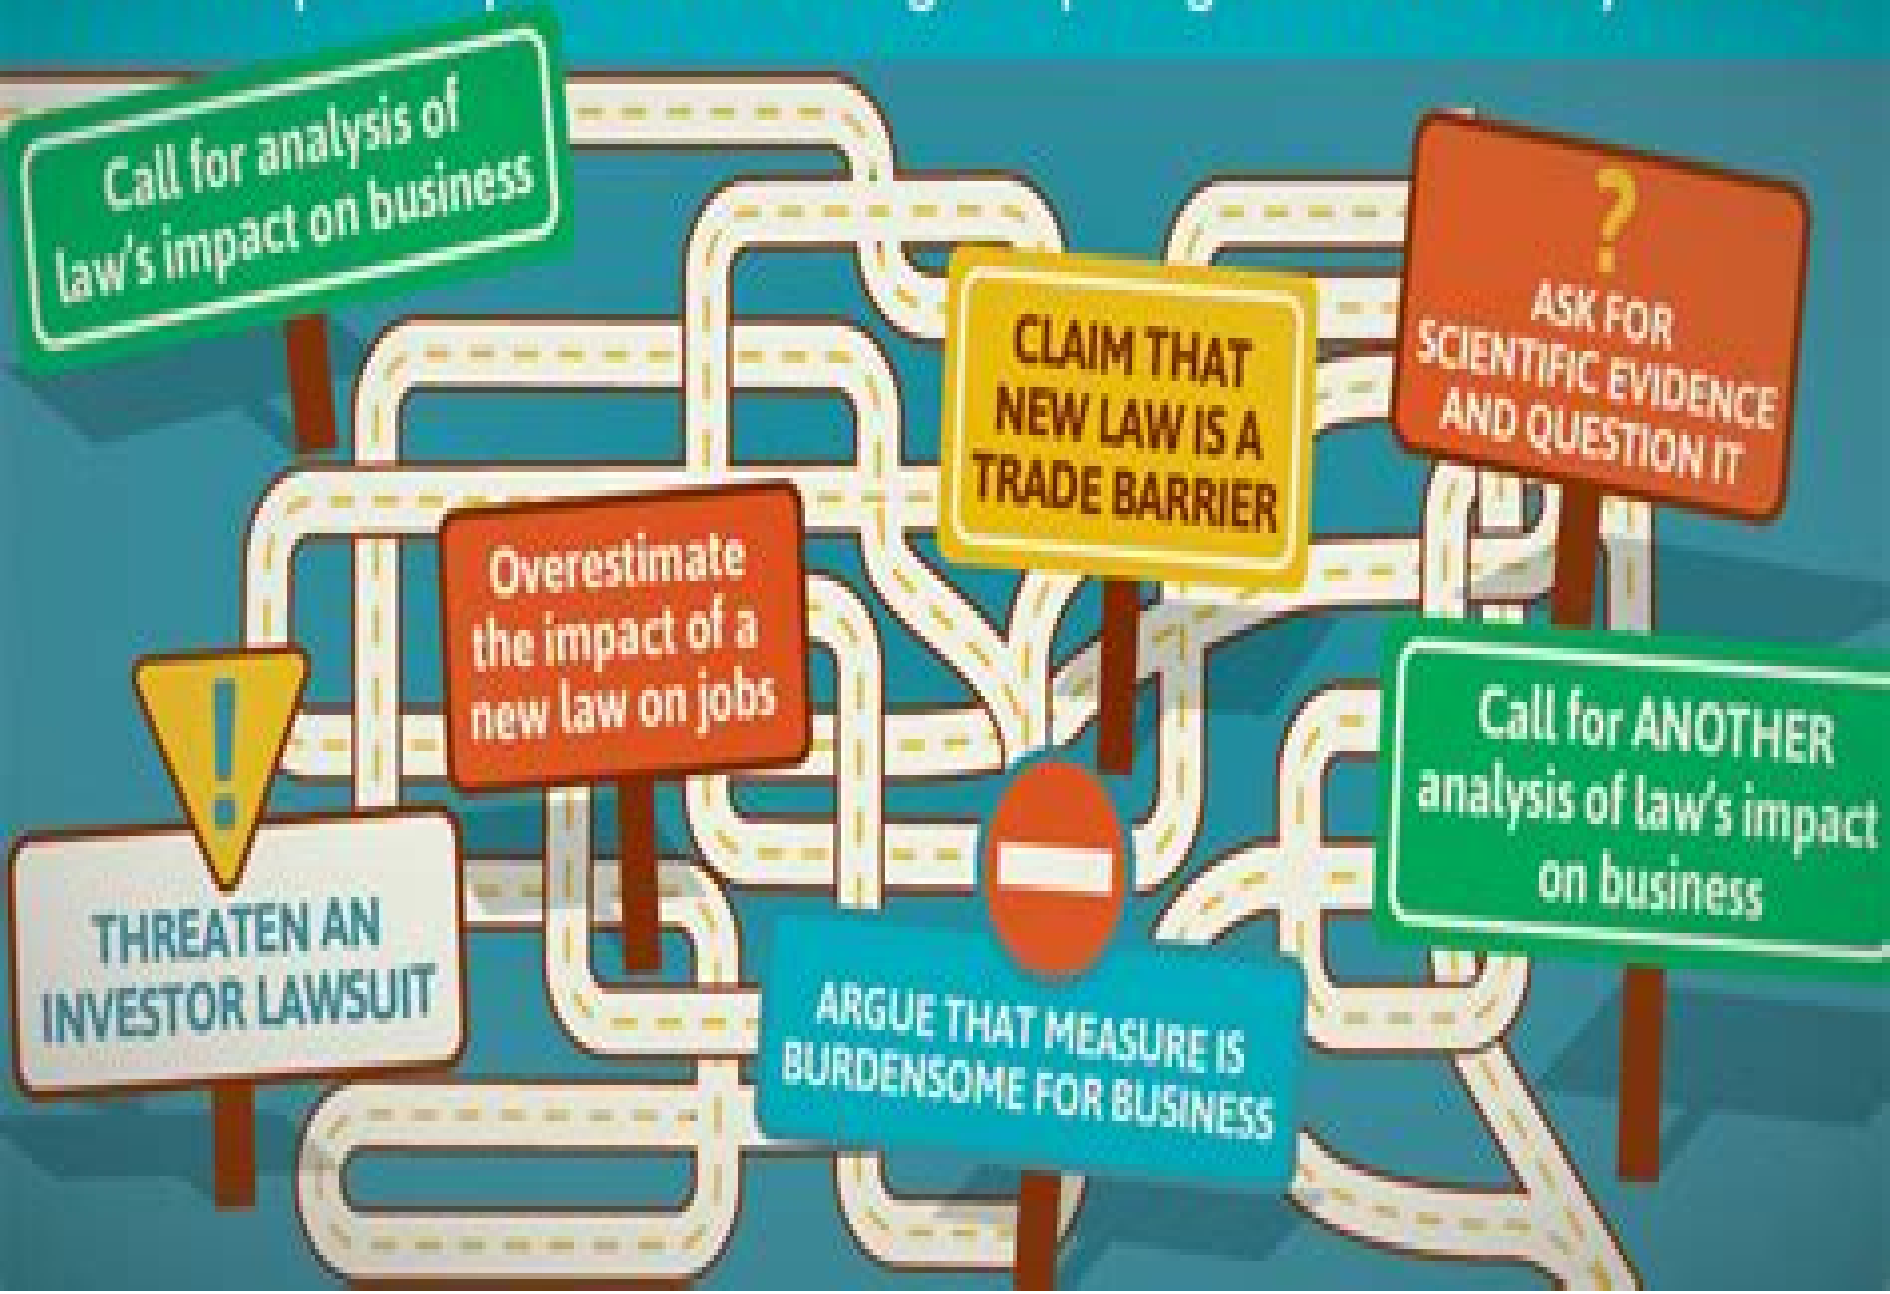 Call for analysis of
law's impact on business
?
ASK FOR
SCIENTIFIC EVIDENCE
AND QUESTION IT
CLAIM THAT
NEW LAW IS A
TRADE BARRIER
Overestimate
the impact of a
new law on jobs
!
THREATEN AN
INVESTOR LAWSUIT
Call for ANOTHER
analysis of law's impact
on business
ARGUE THAT MEASURE IS
BURDENSOME FOR BUSINESS